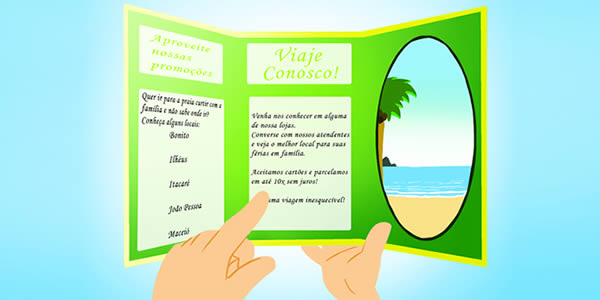 Aproveite
nossas
promoções
Quer ir para a praia curtir com a
família e não sabe onde ir?
Conheça alguns locais:
Bonito
Ilhéus
Itacaré
João Pessoa
Maceió
Viaje
Conosco!
Venha nos conhecer em alguma
de nossa lojas.
Converse com nossos atendentes
e veja o melhor local para suas
férias em família.
Aceitamos cartões e parcelamos
em até 10x sem juros!
uma viagem inesquecível!